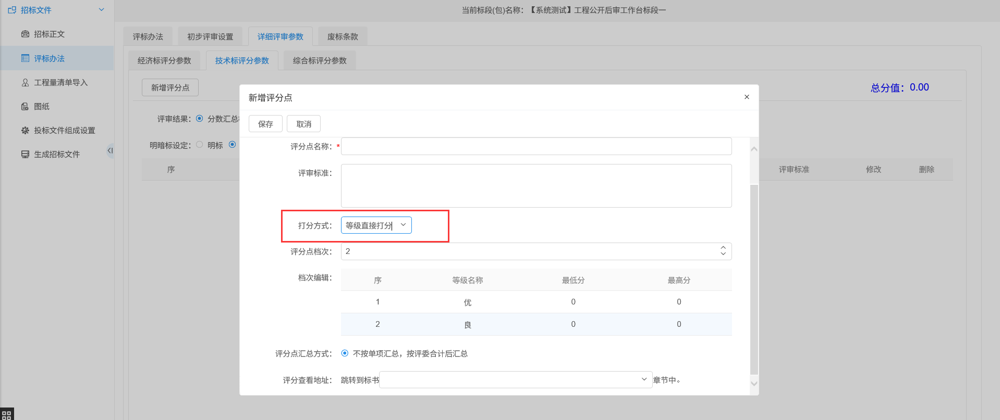 招标文件
当前标段(包)名称：【系统测试】工程公开后审工作台标段一
招标正文
评标办法
工程量清单导入
图纸
投标文件组成设置
生成招标文件
评标办法 初步评审设置 详细评审参数 废标条款
经济标评分参数 技术标评分参数 综合标评分参数
新增评分点
总分值：0.00
评审结果： 分数汇总
明暗标设定： 明标
序 评审标准 修改 删除
新增评分点 ×
保存 取消
评分点名称：*
评审标准：
打分方式： 等级直接打分
评分点档次： 2
档次编辑：
序 等级名称 最低分 最高分
1 优 0 0
2 良 0 0
评分点汇总方式： 不按单项汇总，按评委合计后汇总
评分查看地址： 跳转到标书 章节中。